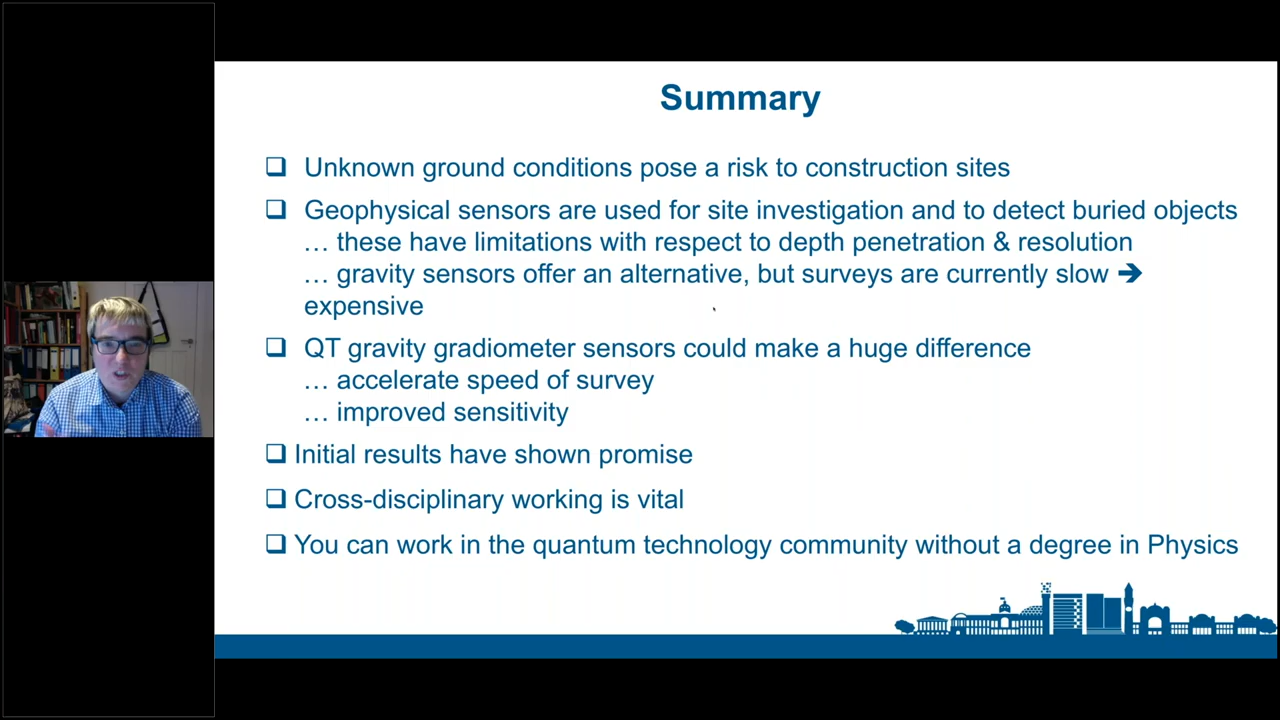 Summary
❑ Unknown ground conditions pose a risk to construction sites
❑ Geophysical sensors are used for site investigation and to detect buried objects
… these have limitations with respect to depth penetration & resolution
… gravity sensors offer an alternative, but surveys are currently slow ➔
expensive
❑ QT gravity gradiometer sensors could make a huge difference
… accelerate speed of survey
… improved sensitivity
❑ Initial results have shown promise
❑ Cross-disciplinary working is vital
❑ You can work in the quantum technology community without a degree in Physics